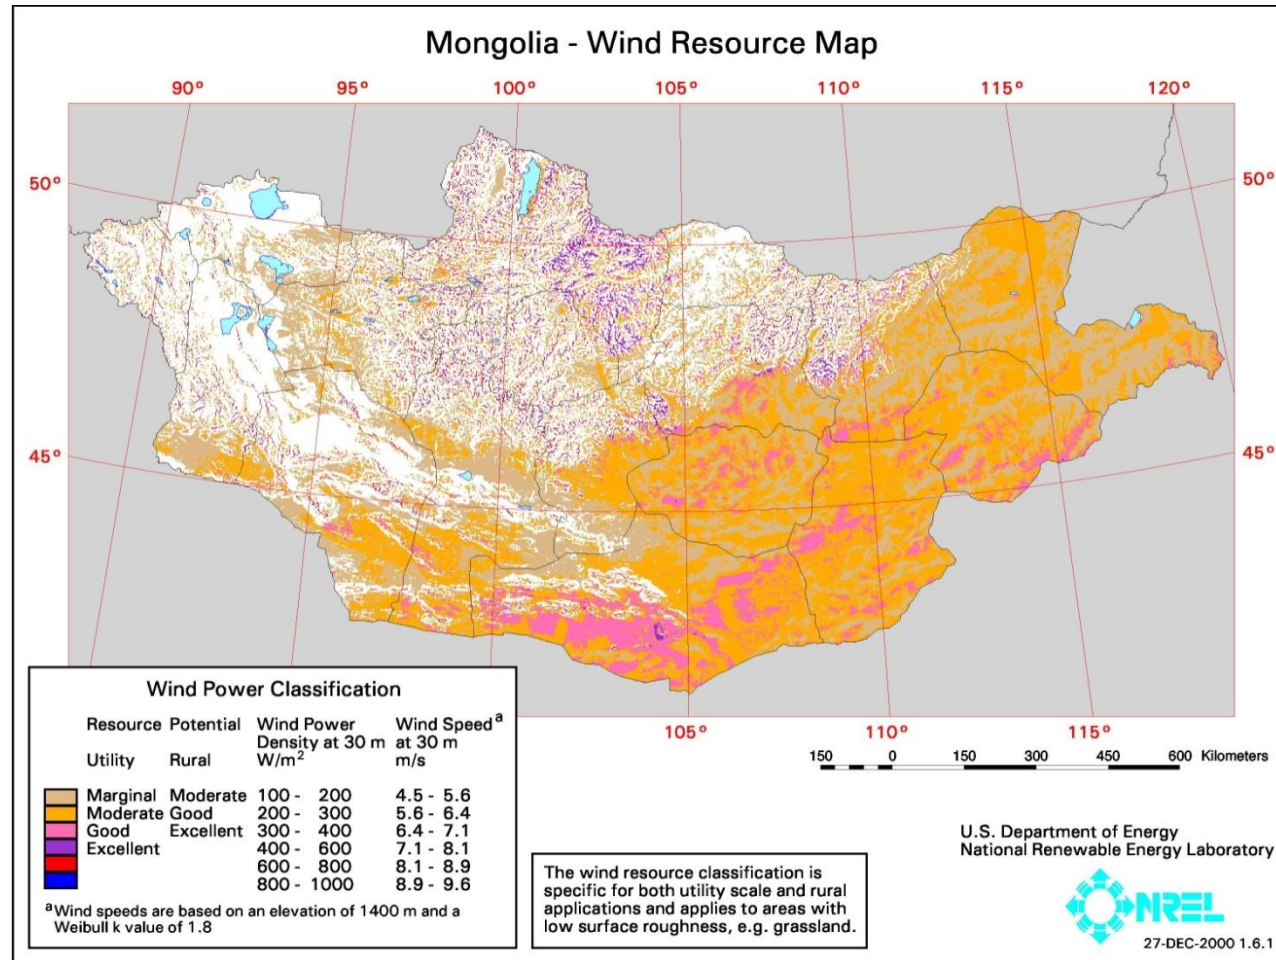 Mongolia - Wind Resource Map
90° 95° 100° 105° 110° 115° 120°
50° 50°
45° 45°
105° 110° 115°
150 0 150 300 450 600 Kilometers
Wind Power Classification
Resource Potential Wind Power Wind Speed a
Density at 30 m at 30 m
Utility Rural W/m2 m/s
Marginal Moderate 100 - 200 4.5 - 5.6
Moderate Good 200 - 300 5.6 - 6.4
Good Excellent 300 - 400 6.4 - 7.1
Excellent 400 - 600 7.1 - 8.1
600 - 800 8.1 - 8.9
800 - 1000 8.9 - 9.6
a Wind speeds are based on an elevation of 1400 m and a
Weibull k value of 1.8
The wind resource classification is
specific for both utility scale and rural
applications and applies to areas with
low surface roughness, e.g. grassland.
U.S. Department of Energy
National Renewable Energy Laboratory
NREL
27-DEC-2000 1.6.1